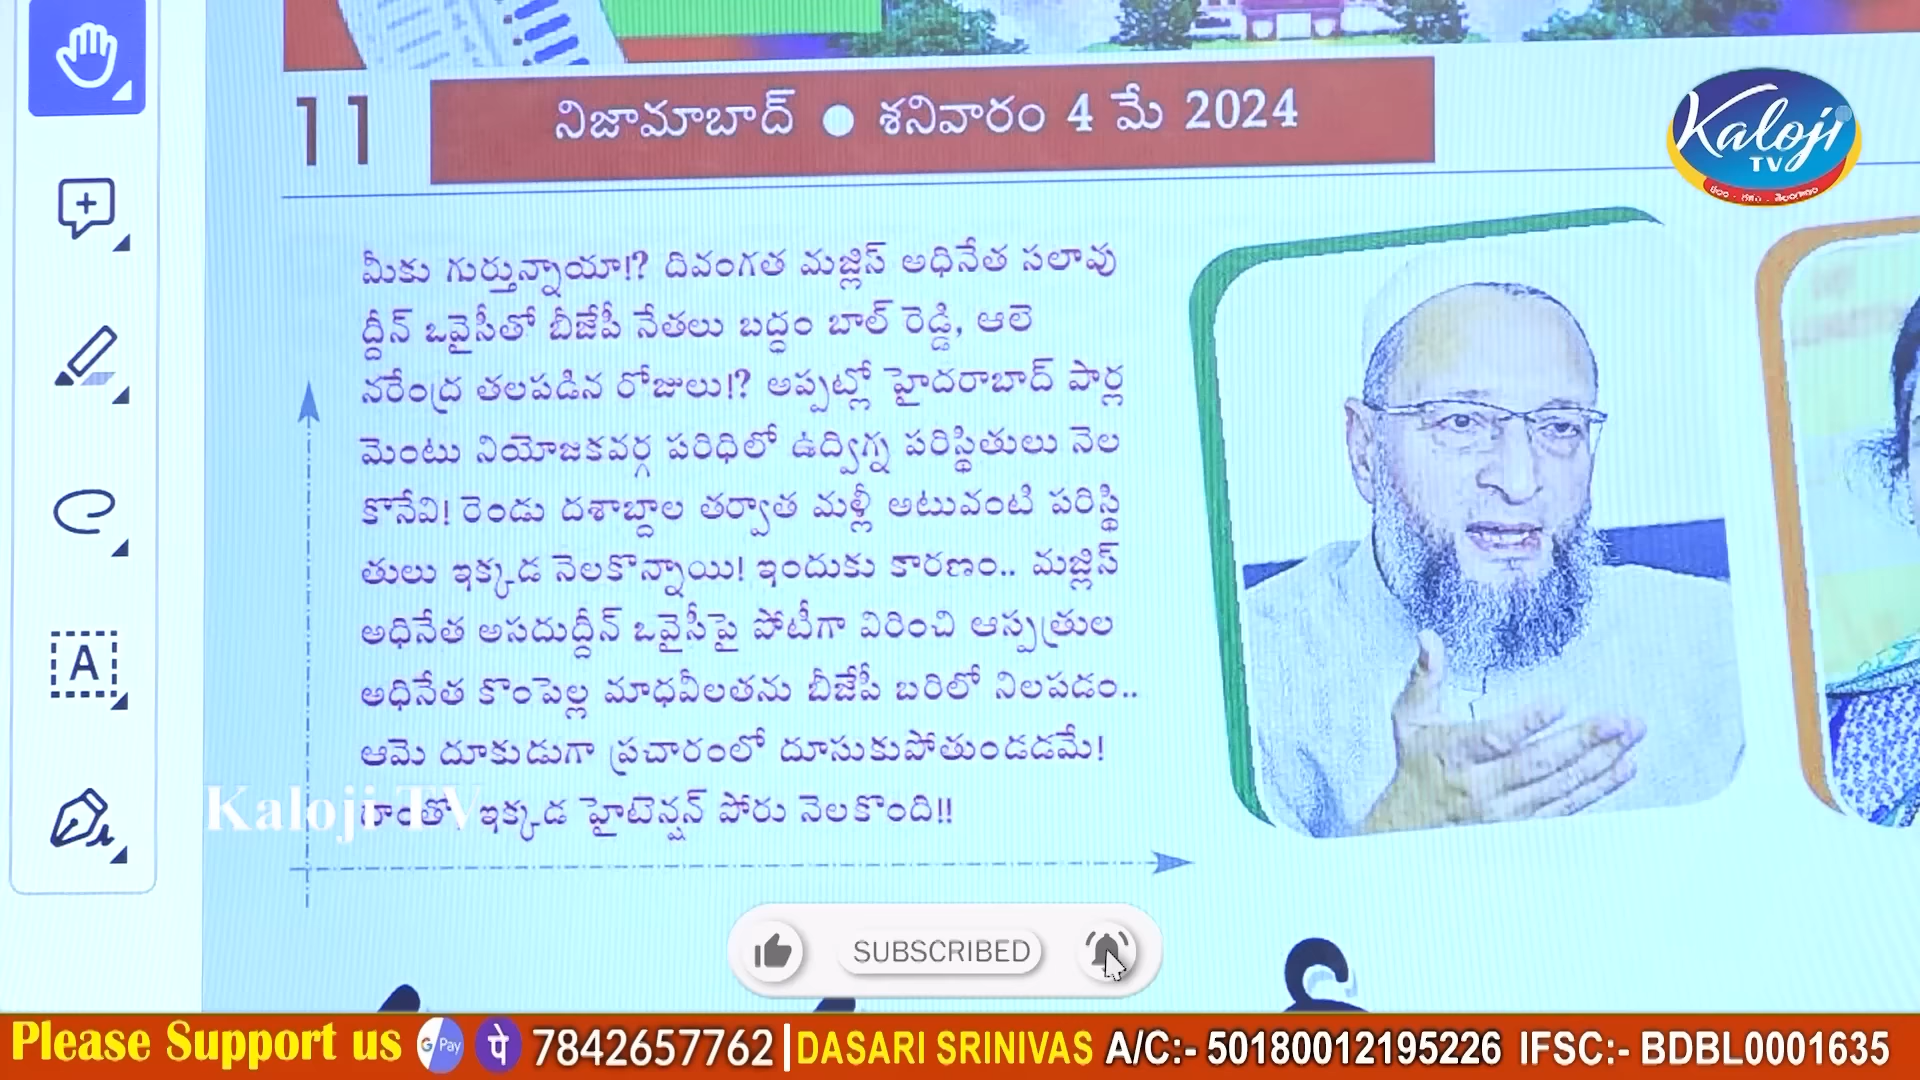 11
నిజామాబాద్ ● శనివారం 4 మే 2024
Kaloji
TV
మీకు గుర్తున్నాయా!? దివంగత మజ్లిస్ అధినేత సలావు
ద్దీన్ ఒవైసీతో బీజేపీ నేతలు బద్దం బాల్ రెడ్డి, ఆలె
నరేంద్ర తలపడిన రోజులు!? అప్పట్లో హైదరాబాద్ పార్ల
మెంటు నియోజకవర్గ పరిధిలో ఉద్విగ్న పరిస్థితులు నెల
కొనేవి! రెండు దశాబ్దాల తర్వాత మళ్లీ అటువంటి పరిస్థి
తులు ఇక్కడ నెలకొన్నాయి! ఇందుకు కారణం.. మజ్లిస్
అధినేత అసదుద్దీన్ ఒవైసీపై పోటీగా విరించి ఆస్పత్రుల
అధినేత కొంపెల్ల మాధవీలతను బీజేపీ బరిలో నిలపడం..
ఆమె దూకుడుగా ప్రచారంలో దూసుకుపోతుండడమే!
ఇక్కడ హైటెన్షన్ పోరు నెలకొంది!!
Kaloji TV
A
SUBSCRIBED
Please Support us G Pay పే 7842657762 | DASARI SRINIVAS A/C:- 50180012195226 IFSC:- BDBL0001635